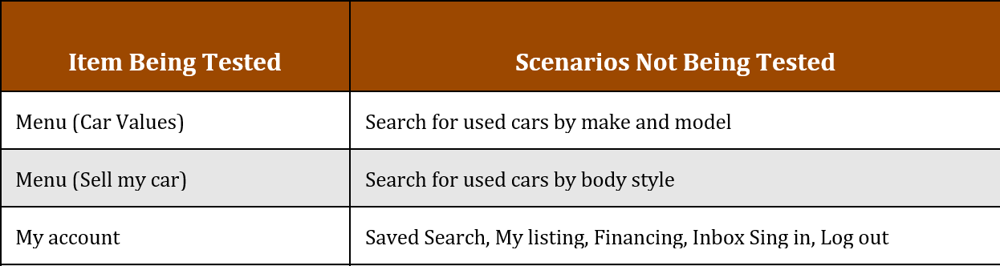 Item Being Tested
Scenarios Not Being Tested
Menu (Car Values)
Search for used cars by make and model
Menu (Sell my car)
Search for used cars by body style
My account
Saved Search, My listing, Financing, Inbox Sing in, Log out